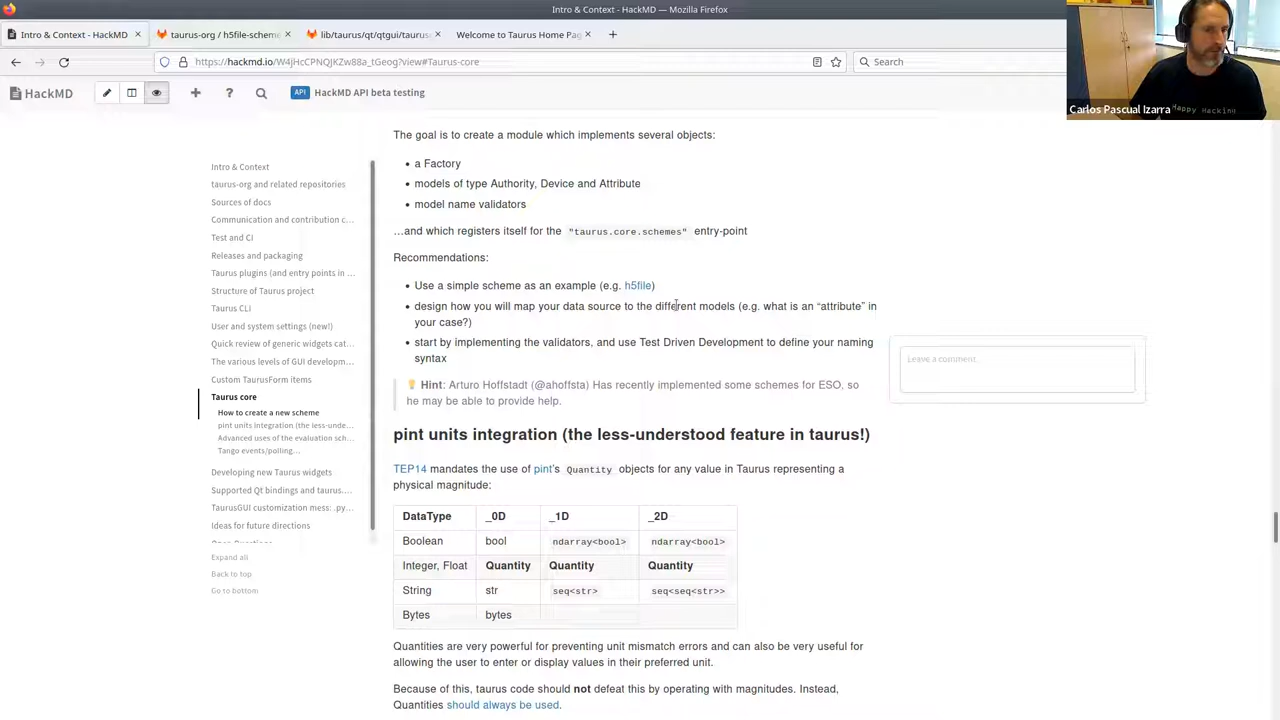 Intro & Context - HackMD — Mozilla Firefox
Intro & Context - HackMD
taurus-org / h5file-scheme
lib/taurus/qt/qtgui/taurus
Welcome to Taurus Home Pag
https://hackmd.io/W4jHcCPNQJKZw88a_tGeog?view#Taurus-core
Search
HackMD
API
HackMD API beta testing
Carlos Pascual Izarra
Happy Hacking
Intro & Context
taurus-org and related repositories
Sources of docs
Communication and contribution c...
Test and CI
Releases and packaging
Taurus plugins (and entry points in ...
Structure of Taurus project
Taurus CLI
User and system settings (new!)
Quick review of generic widgets cat...
The various levels of GUI developm...
Custom TaurusForm items
Taurus core
How to create a new scheme
pint units integration (the less-unde...
Advanced uses of the evaluation sch...
Tango events/polling...
Developing new Taurus widgets
Supported Qt bindings and taurus....
TaurusGUI customization mess: .py...
Ideas for future directions
Open Questions
Expand all
Back to top
Go to bottom
The goal is to create a module which implements several objects:
• a Factory
• models of type Authority, Device and Attribute
• model name validators
…and which registers itself for the "taurus.core.schemes" entry-point
Recommendations:
• Use a simple scheme as an example (e.g. h5file)
• design how you will map your data source to the different models (e.g. what is an “attribute” in
your case?)
• start by implementing the validators, and use Test Driven Development to define your naming
syntax
💡 Hint: Arturo Hoffstadt (@ahoffsta) Has recently implemented some schemes for ESO, so
he may be able to provide help.
Leave a comment
pint units integration (the less-understood feature in taurus!)
TEP14 mandates the use of pint’s Quantity objects for any value in Taurus representing a
physical magnitude:
DataType _0D _1D _2D
Boolean bool ndarray<bool> ndarray<bool>
Integer, Float Quantity Quantity Quantity
String str seq<str> seq<seq<str>>
Bytes bytes
Quantities are very powerful for preventing unit mismatch errors and can also be very useful for
allowing the user to enter or display values in their preferred unit.
Because of this, taurus code should not defeat this by operating with magnitudes. Instead,
Quantities should always be used.